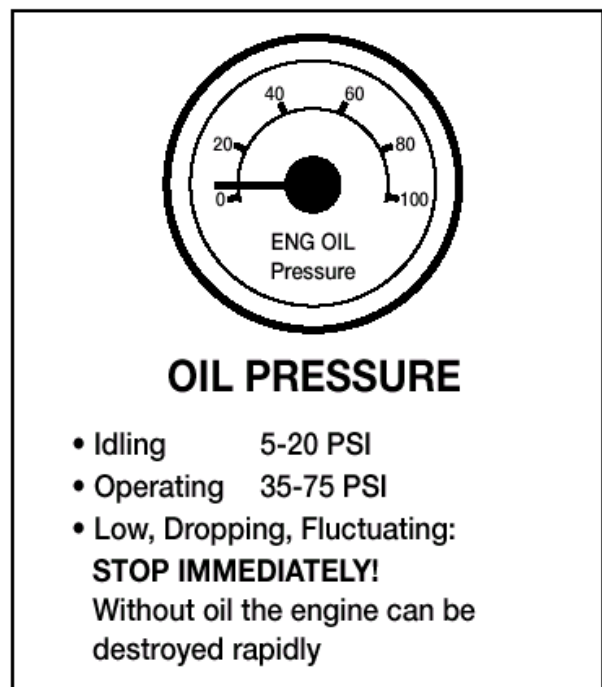 40 60
20 80
0 100
ENG OIL
Pressure
OIL PRESSURE
• Idling 5-20 PSI
• Operating 35-75 PSI
• Low, Dropping, Fluctuating:
STOP IMMEDIATELY!
Without oil the engine can be
destroyed rapidly